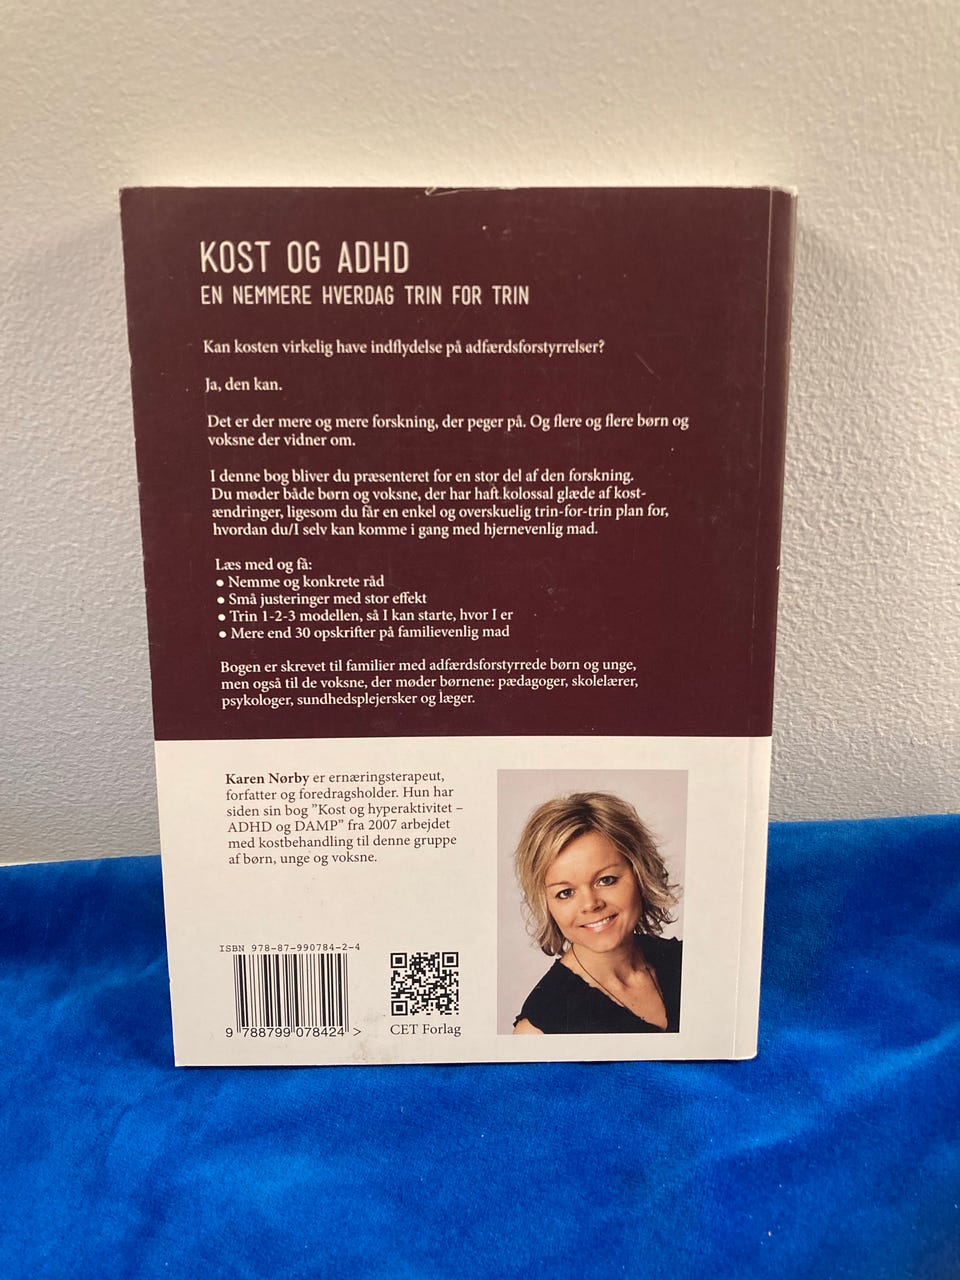 KOST OG ADHD
EN NEMMERE HVERDAG TRIN FOR TRIN
Kan kosten virkelig have indflydelse på adfærdsforstyrrelser?
Ja, den kan.
Det er der mere og mere forskning, der peger på. Og flere og flere børn og
voksne der vidner om.
I denne bog bliver du præsenteret for en stor del af den forskning.
Du møder både børn og voksne, der har haft kolossal glæde af kost-
ændringer, ligesom du får en enkel og overskuelig trin-for-trin plan for,
hvordan du/I selv kan komme i gang med hjernevenlig mad.
Læs med og få:
• Nemme og konkrete råd
• Små justeringer med stor effekt
• Trin 1-2-3 modellen, så I kan starte, hvor I er
• Mere end 30 opskrifter på familievenlig mad
Bogen er skrevet til familier med adfærdsforstyrrede børn og unge,
men også til de voksne, der møder børnene: pædagoger, skolelærer,
psykologer, sundhedsplejersker og læger.
Karen Nørby er ernæringsterapeut,
forfatter og foredragsholder. Hun har
siden sin bog ”Kost og hyperaktivitet –
ADHD og DAMP” fra 2007 arbejdet
med kostbehandling til denne gruppe
af børn, unge og voksne.
ISBN 978-87-990784-2-4
9 788799 078424 >
CET Forlag